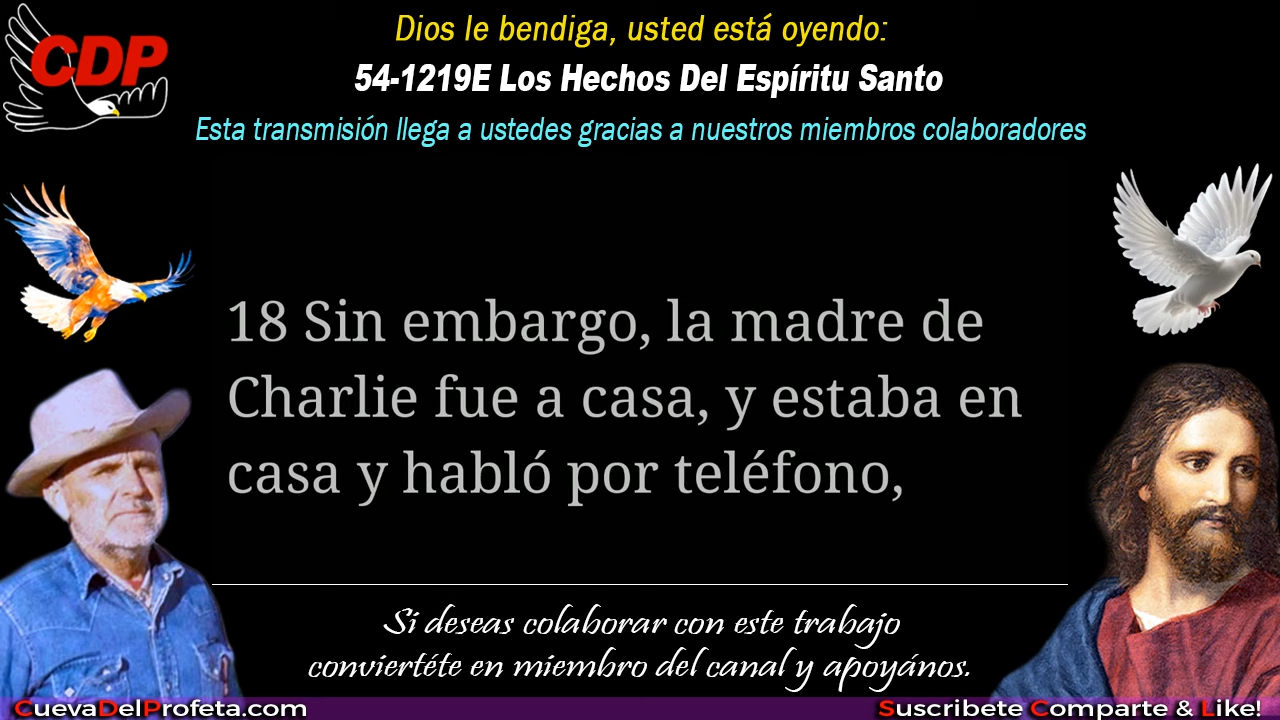 CDP
Dios le bendiga, usted está oyendo:
54-1219E Los Hechos Del Espíritu Santo
Esta transmisión llega a ustedes gracias a nuestros miembros colaboradores
18 Sin embargo, la madre de
Charlie fue a casa, y estaba en
casa y habló por teléfono,
Si deseas colaborar con este trabajo
conviertéte en miembro del canal y apoyános.
CuevaDelProfeta.com
Suscribete Comparte & Like!